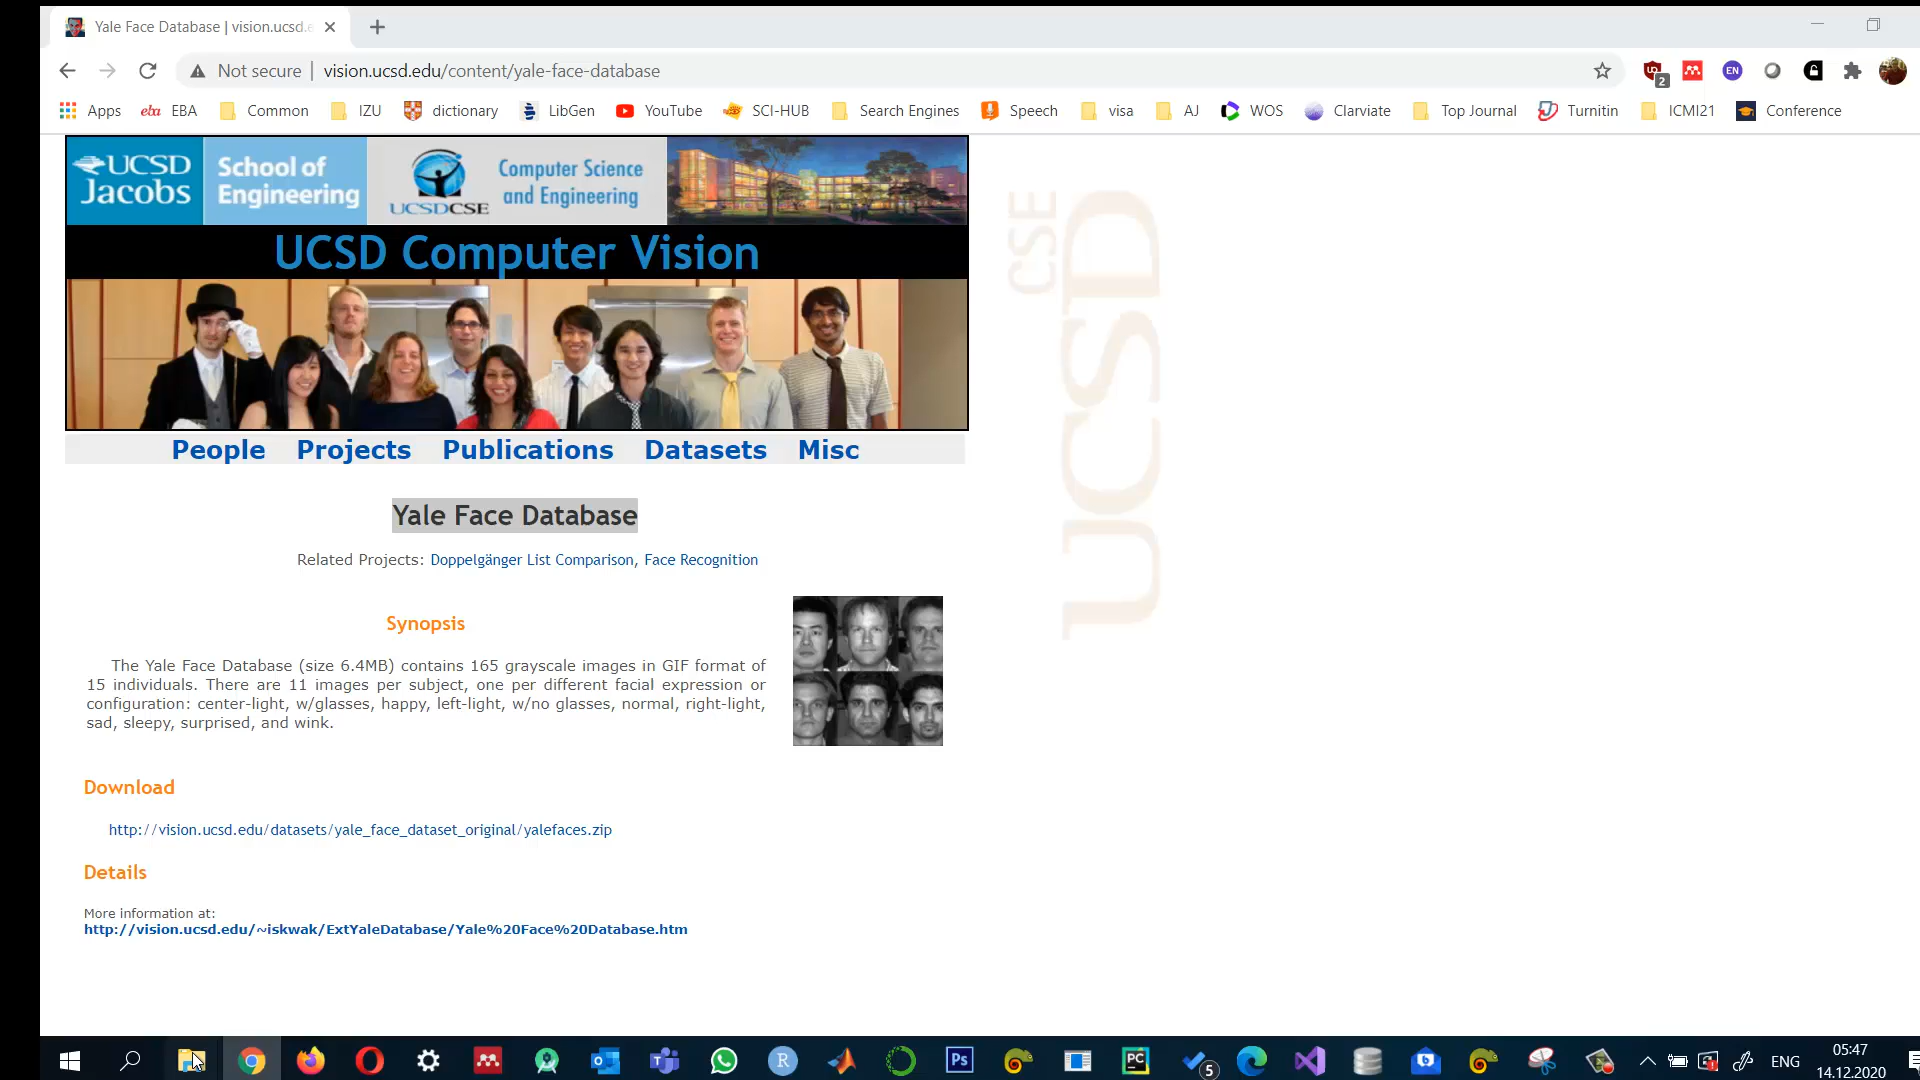 Yale Face Database | vision.ucsd.e
Not secure | vision.ucsd.edu/content/yale-face-database
2
EN
Apps eba EBA Common IZU dictionary LibGen YouTube SCI-HUB Search Engines Speech visa AJ WOS Clarviate Top Journal Turnitin ICMI21 Conference
UCSD Jacobs
School of Engineering
UCSDCSE
Computer Science and Engineering
UCSD Computer Vision
CSE
UCSD
People Projects Publications Datasets Misc
Yale Face Database
Related Projects: Doppelgänger List Comparison, Face Recognition
Synopsis
The Yale Face Database (size 6.4MB) contains 165 grayscale images in GIF format of
15 individuals. There are 11 images per subject, one per different facial expression or
configuration: center-light, w/glasses, happy, left-light, w/no glasses, normal, right-light,
sad, sleepy, surprised, and wink.
Download
http://vision.ucsd.edu/datasets/yale_face_dataset_original/yalefaces.zip
Details
More information at:
http://vision.ucsd.edu/~iskwak/ExtYaleDatabase/Yale%20Face%20Database.htm
R Ps PC 5 ENG 05:47
14.12.2020